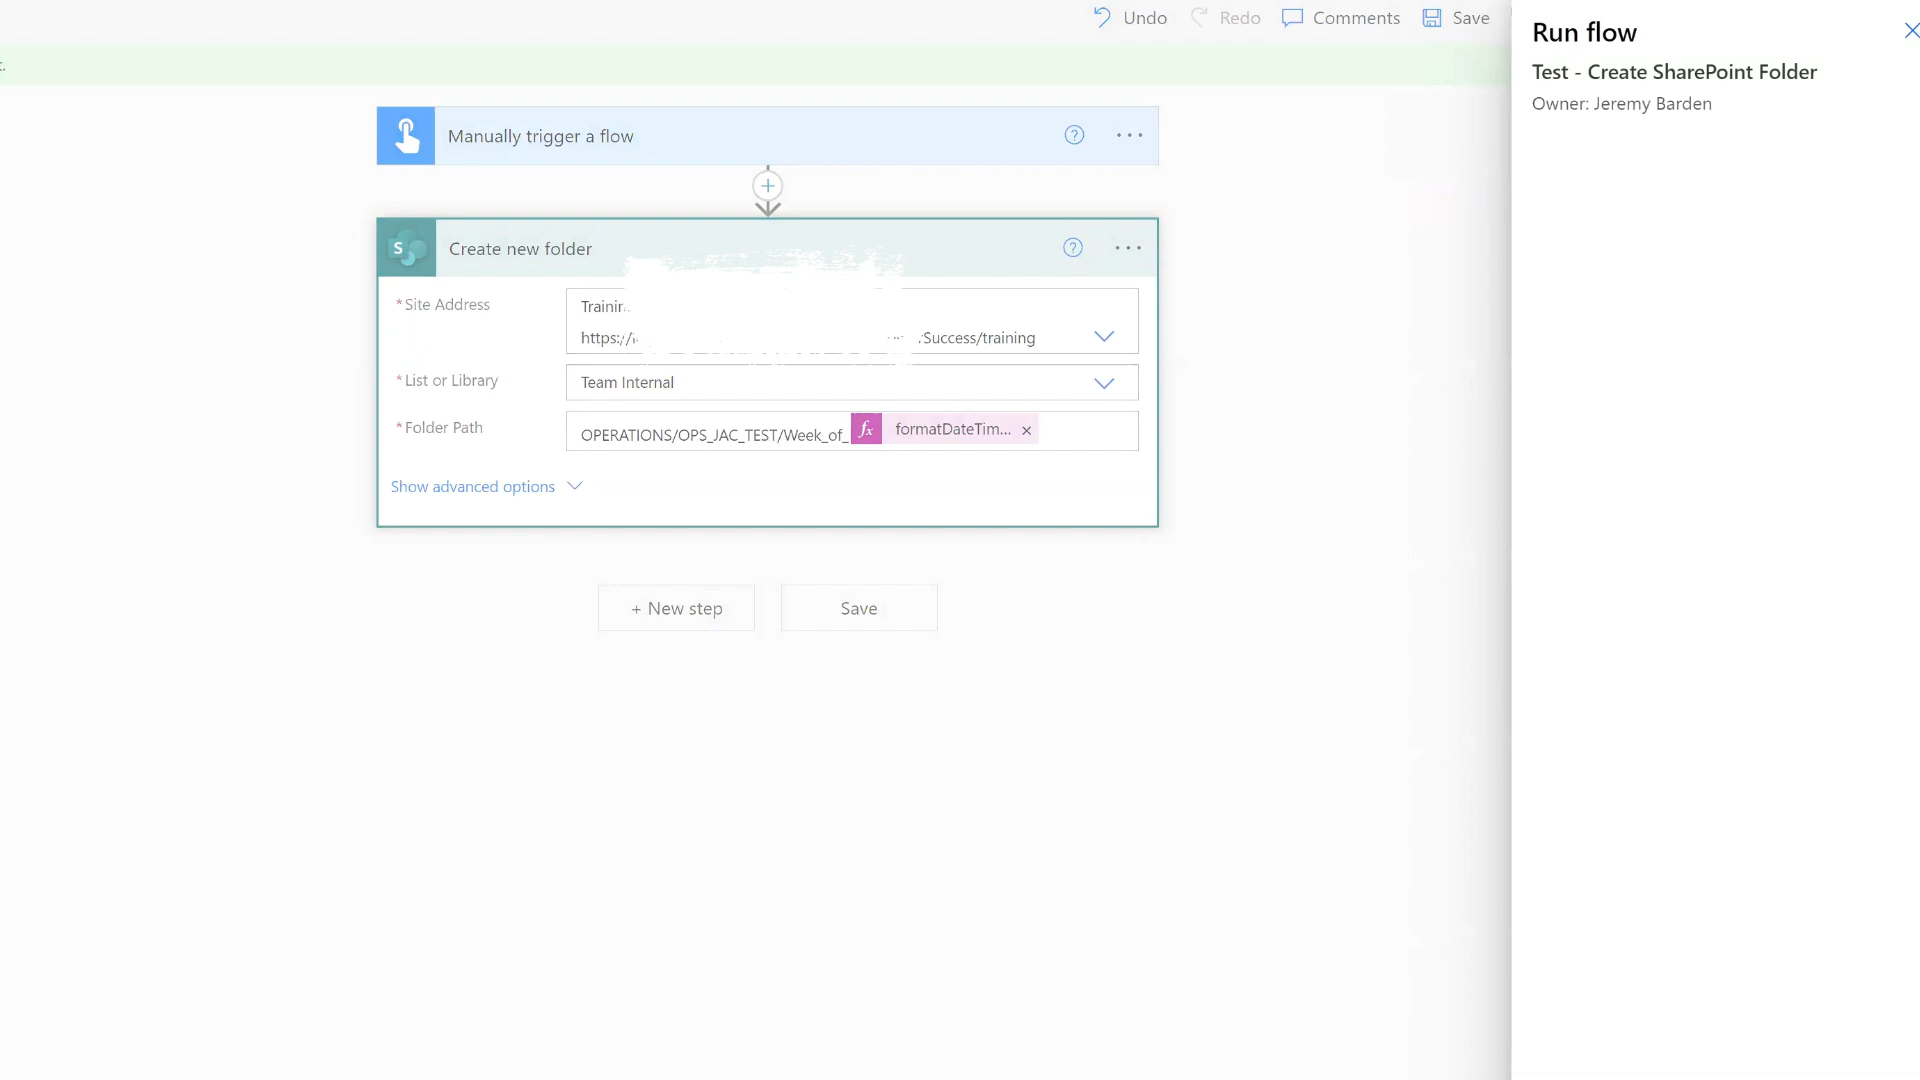 Undo
Redo
Comments
Save
Run flow
Test - Create SharePoint Folder
Owner: Jeremy Barden
Manually trigger a flow
Create new folder
* Site Address
https://
Success/training
* List or Library
Team Internal
* Folder Path
OPERATIONS/OPS_JAC_TEST/Week_of_
fx formatDateTim... ×
Show advanced options
+ New step
Save